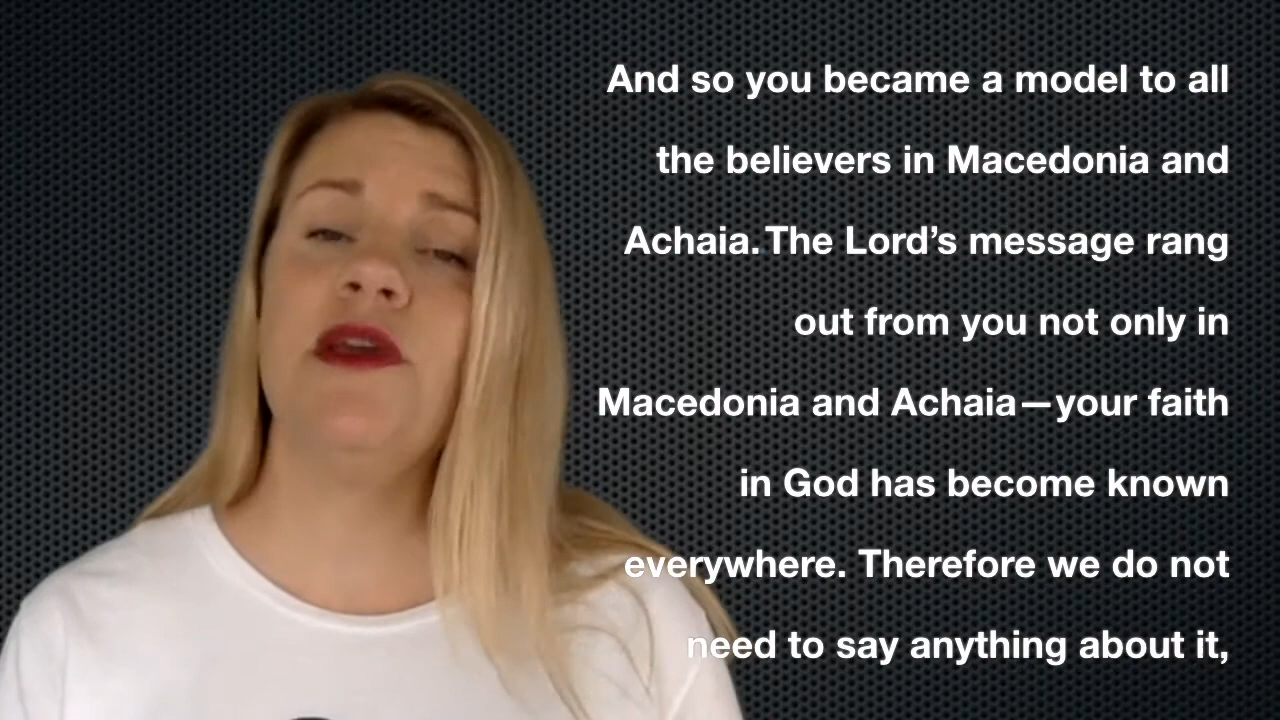 And so you became a model to all
the believers in Macedonia and
Achaia.The Lord’s message rang
out from you not only in
Macedonia and Achaia—your faith
in God has become known
everywhere. Therefore we do not
need to say anything about it,